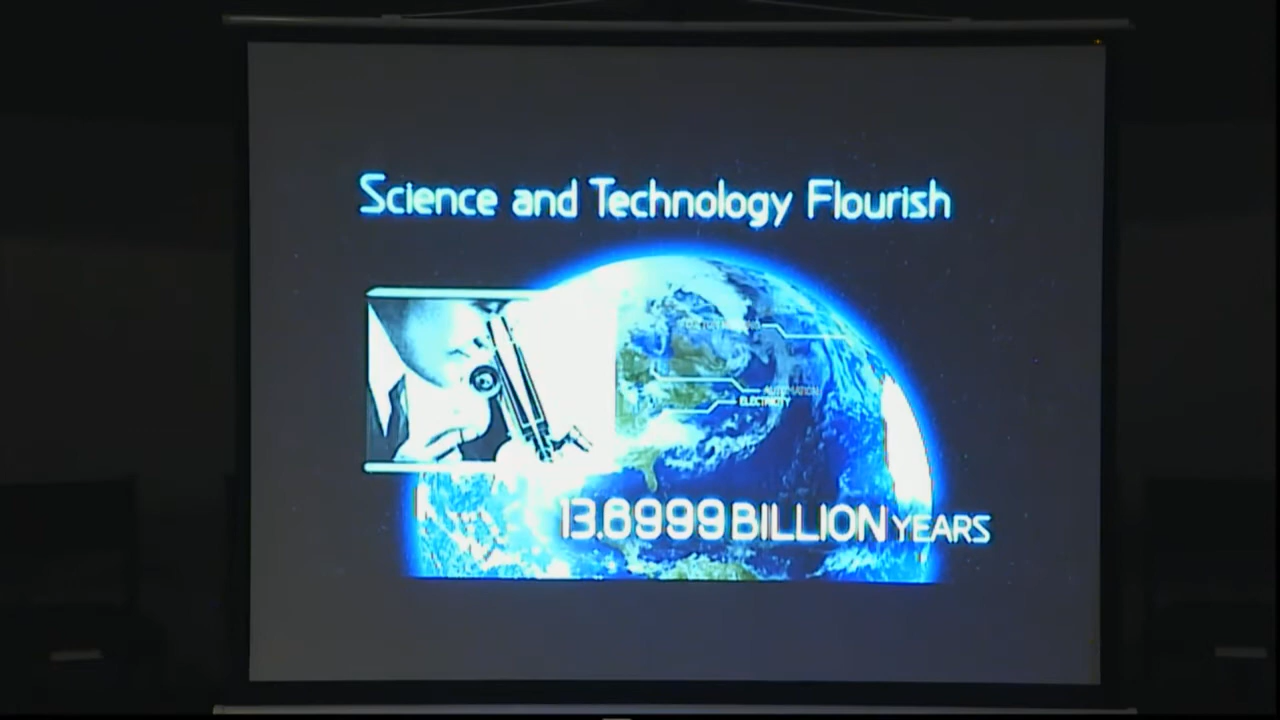 Science and Technology Flourish
AUTOMATION
ELECTRICITY
13.6999 BILLION YEARS